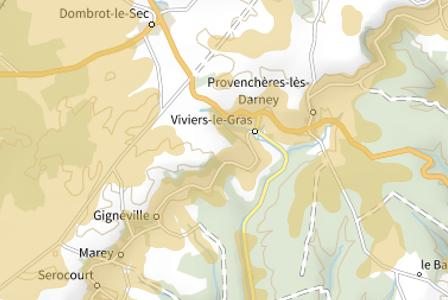 Dombrot-le-Sec
Provenchères-lès-
Darney
Viviers-le-Gras
Gignéville
Marey
Serocourt
le Ba